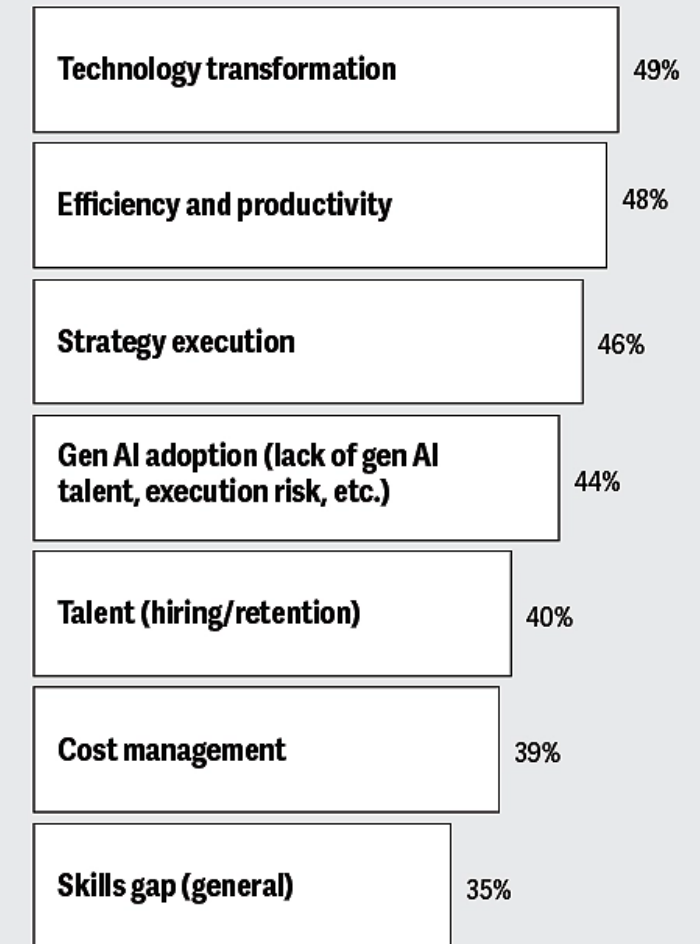 Technology transformation
49%
Efficiency and productivity
48%
Strategy execution
46%
Gen AI adoption (lack of gen AI
talent, execution risk, etc.)
44%
Talent (hiring/retention)
40%
Cost management
39%
Skills gap (general)
35%